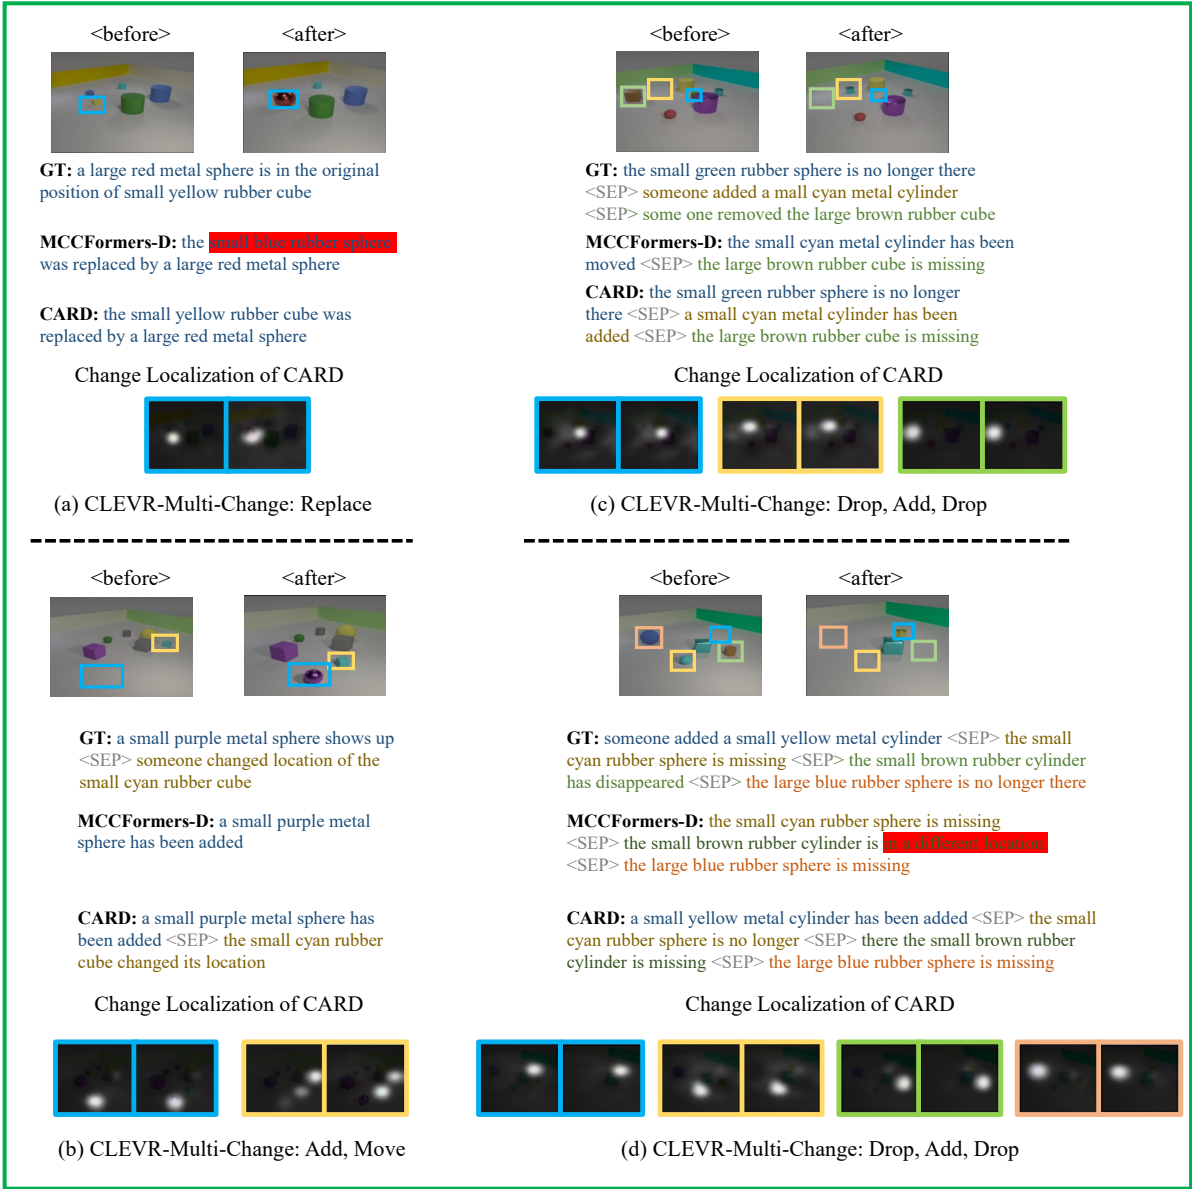 <before>
<after>
GT: a large red metal sphere is in the original
position of small yellow rubber cube
MCCFormers-D: the small blue rubber sphere
was replaced by a large red metal sphere
CARD: the small yellow rubber cube was
replaced by a large red metal sphere
Change Localization of CARD
(a) CLEVR-Multi-Change: Replace
<before>
<after>
GT: the small green rubber sphere is no longer there
<SEP> someone added a mall cyan metal cylinder
<SEP> some one removed the large brown rubber cube
MCCFormers-D: the small cyan metal cylinder has been
moved <SEP> the large brown rubber cube is missing
CARD: the small green rubber sphere is no longer
there <SEP> a small cyan metal cylinder has been
added <SEP> the large brown rubber cube is missing
Change Localization of CARD
(c) CLEVR-Multi-Change: Drop, Add, Drop
<before>
<after>
GT: a small purple metal sphere shows up
<SEP> someone changed location of the
small cyan rubber cube
MCCFormers-D: a small purple metal
sphere has been added
CARD: a small purple metal sphere has
been added <SEP> the small cyan rubber
cube changed its location
Change Localization of CARD
(b) CLEVR-Multi-Change: Add, Move
<before>
<after>
GT: someone added a small yellow metal cylinder <SEP> the small
cyan rubber sphere is missing <SEP> the small brown rubber cylinder
has disappeared <SEP> the large blue rubber sphere is no longer there
MCCFormers-D: the small cyan rubber sphere is missing
<SEP> the small brown rubber cylinder is in a different location
<SEP> the large blue rubber sphere is missing
CARD: a small yellow metal cylinder has been added <SEP> the small
cyan rubber sphere is no longer <SEP> there the small brown rubber
cylinder is missing <SEP> the large blue rubber sphere is missing
Change Localization of CARD
(d) CLEVR-Multi-Change: Drop, Add, Drop